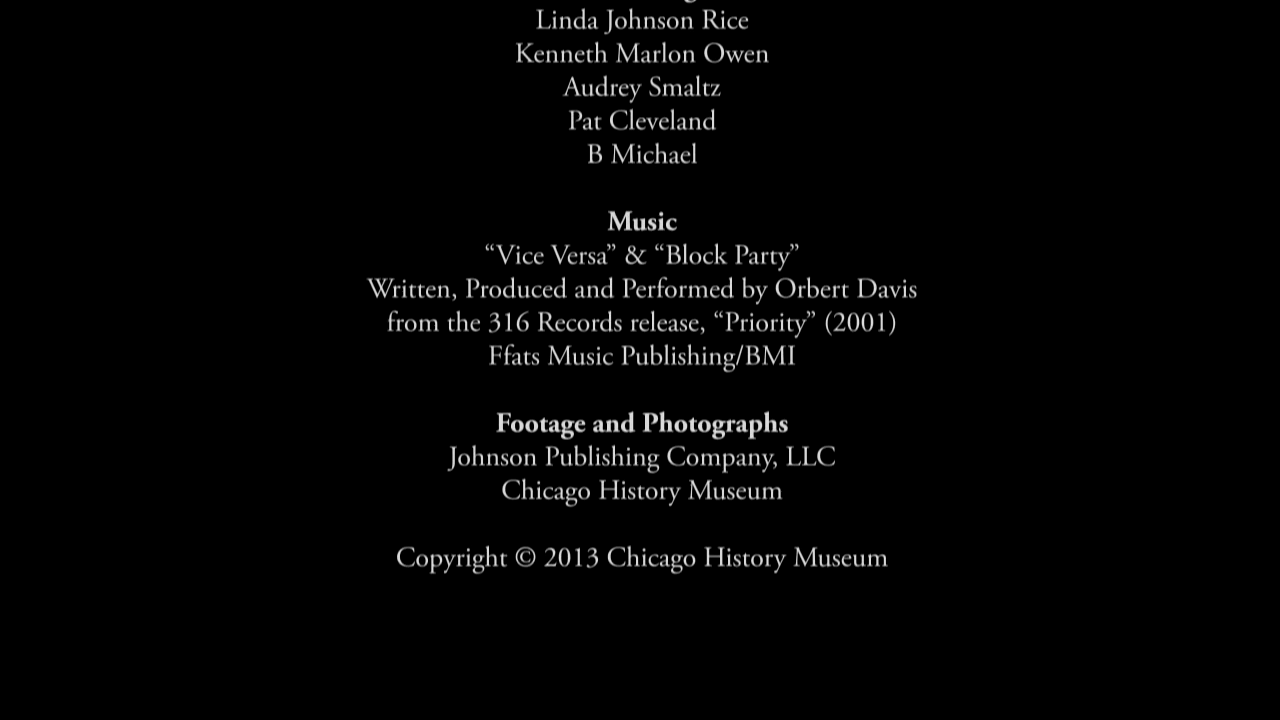 Linda Johnson Rice
Kenneth Marlon Owen
Audrey Smaltz
Pat Cleveland
B Michael
Music
“Vice Versa” & “Block Party”
Written, Produced and Performed by Orbert Davis
from the 316 Records release, “Priority” (2001)
Ffats Music Publishing/BMI
Footage and Photographs
Johnson Publishing Company, LLC
Chicago History Museum
Copyright © 2013 Chicago History Museum